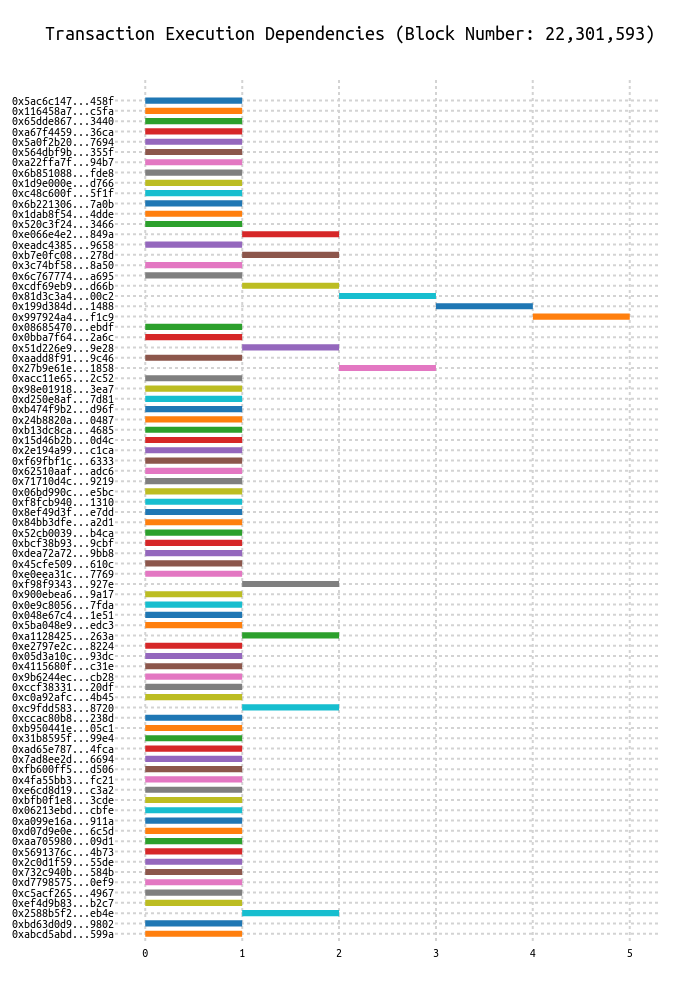 Transaction Execution Dependencies (Block Number: 22,301,593)
0x5ac6c147...458f
0x116458a7...c5fa
0x65dde867...3440
0xa67f4459...36ca
0x5a0f2b20...7694
0x564dbf9b...355f
0xa22ffa7f...94b7
0x6b851088...fde8
0x1d9e000e...d766
0xc48c600f...5f1f
0x6b221306...7a0b
0x1dab8f54...4dde
0x520c3f24...3466
0xe066e4e2...849a
0xeadc4385...9658
0xb7e0fc08...278d
0x3c74bf58...8a50
0x6c767774...a695
0xcdf69eb9...d66b
0x81d3c3a4...00c2
0x199d384d...1488
0x997924a4...f1c9
0x08685470...ebdf
0x0bba7f64...2a6c
0x51d226e9...9e28
0xaadd8f91...9c46
0x27b9e61e...1858
0xacc11e65...2c52
0x98e01918...3ea7
0xd250e8af...7d81
0xb474f9b2...d96f
0x24b8820a...0487
0xb13dc8ca...4685
0x15d46b2b...0d4c
0x2e194a99...c1ca
0xf69fbf1c...6333
0x62510aaf...adc6
0x71710d4c...9219
0x06bd990c...e5bc
0xf8fcb940...1310
0x8ef49d3f...e7dd
0x84bb3dfe...a2d1
0x52cb0039...b4ca
0xbcf38b93...9cbf
0xdea72a72...9bb8
0x45cfe509...610c
0xe0eea31c...7769
0xf98f9343...927e
0x900ebea6...9a17
0x0e9c8056...7fda
0x048e67c4...1e51
0x5ba048e9...edc3
0xa1128425...263a
0xe2797e2c...8224
0x05d3a10c...93dc
0x4115680f...c31e
0x9b6244ec...cb28
0xccf38331...20df
0xc0a92afc...4b45
0xc9fdd583...8720
0xccac80b8...238d
0xb950441e...05c1
0x31b8595f...99e4
0xad65e787...4fca
0x7ad8ee2d...6694
0xfb600ff5...d506
0x4fa55bb3...fc21
0xe6cd8d19...c3a2
0xbfb0f1e8...3cde
0x06213ebd...cbfe
0xa099e16a...911a
0xd07d9e0e...6c5d
0xaa705980...09d1
0x5691376c...4b73
0x2c0d1f59...55de
0x732c940b...584b
0xd7798575...0ef9
0xc5acf265...4967
0xef4d9b83...b2c7
0x2588b5f2...eb4e
0xbd63d0d9...9802
0xabcd5abd...599a
0 1 2 3 4 5